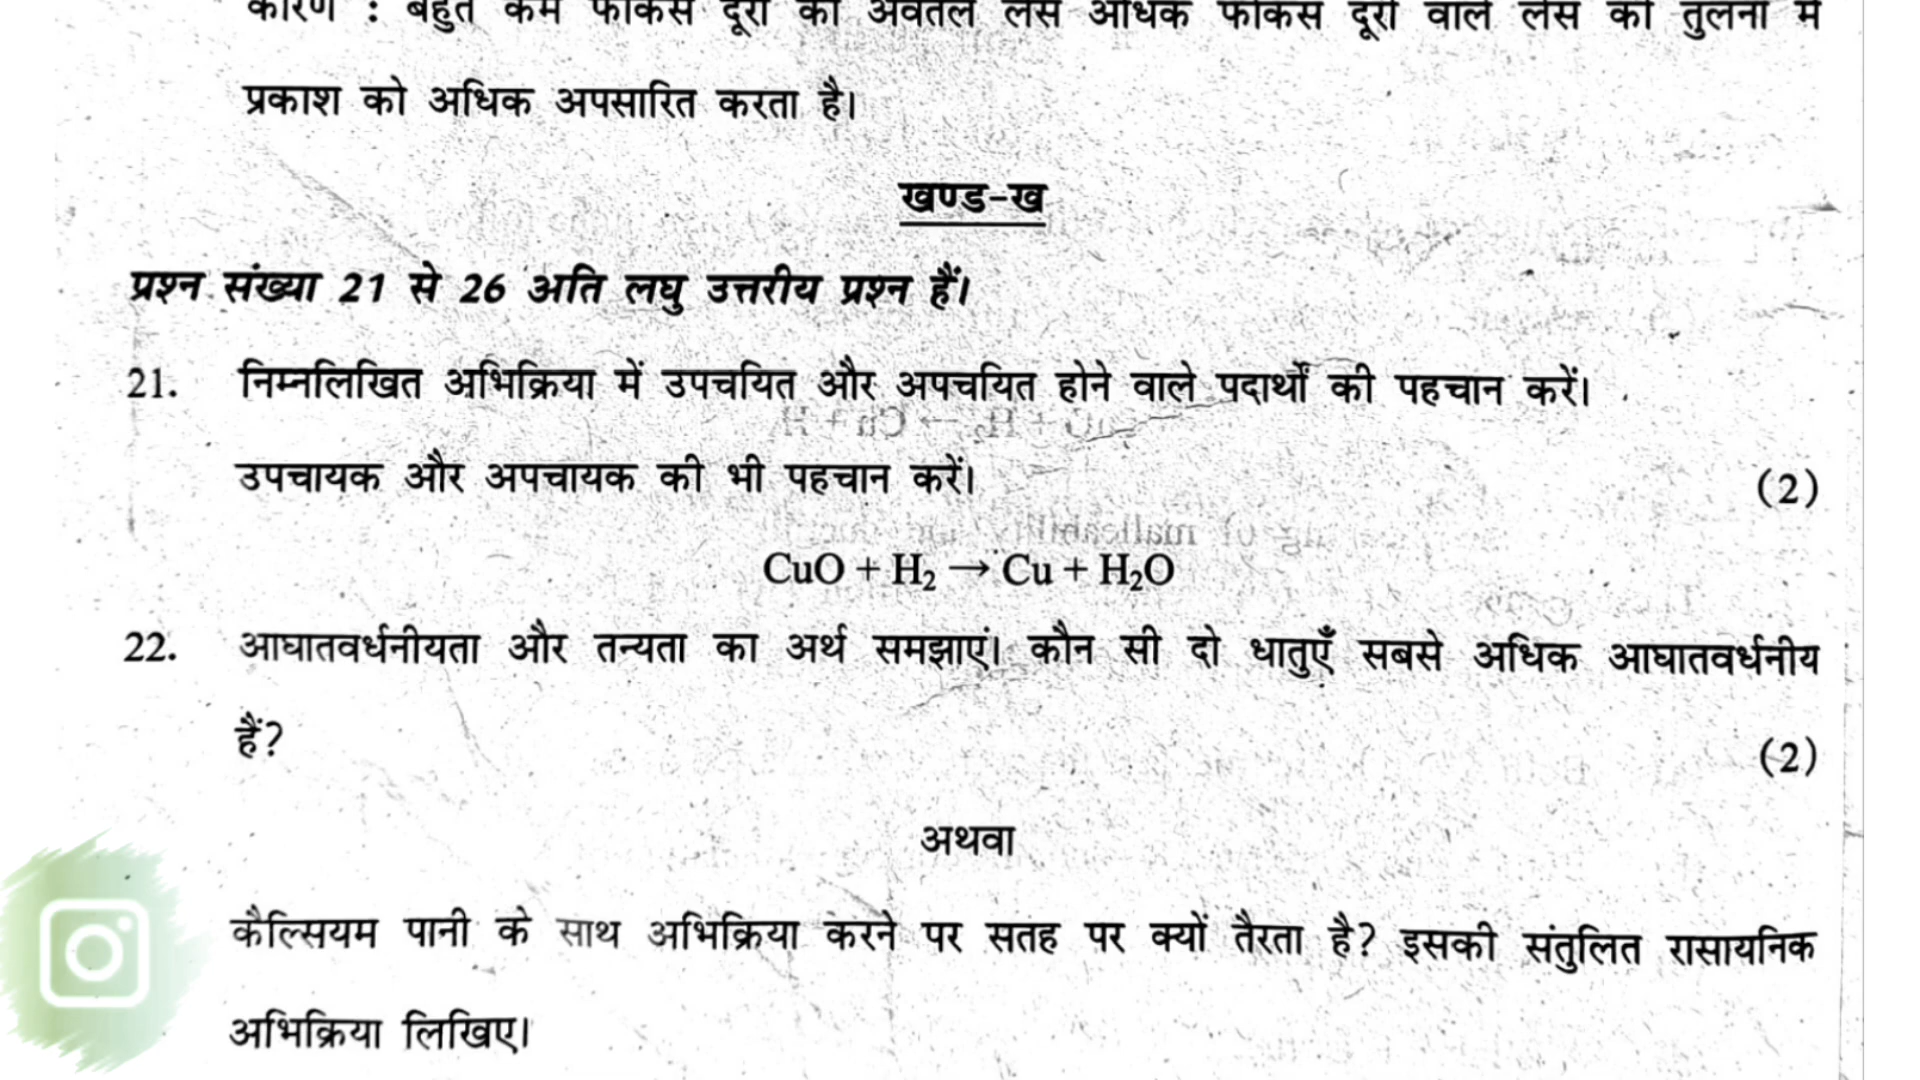 कारण : बहुत कम फोकस दूरी का अवतल लेंस अधिक फोकस दूरी वाले लेंस की तुलना में
प्रकाश को अधिक अपसारित करता है।
खण्ड-ख
प्रश्न संख्या 21 से 26 अति लघु उत्तरीय प्रश्न हैं।
21. निम्नलिखित अभिक्रिया में उपचयित और अपचयित होने वाले पदार्थों की पहचान करें।
उपचायक और अपचायक की भी पहचान करें। (2)
CuO + H₂ → Cu + H₂O
22. आघातवर्धनीयता और तन्यता का अर्थ समझाएं। कौन सी दो धातुएँ सबसे अधिक आघातवर्धनीय
हैं? (2)
अथवा
कैल्सियम पानी के साथ अभिक्रिया करने पर सतह पर क्यों तैरता है? इसकी संतुलित रासायनिक
अभिक्रिया लिखिए।